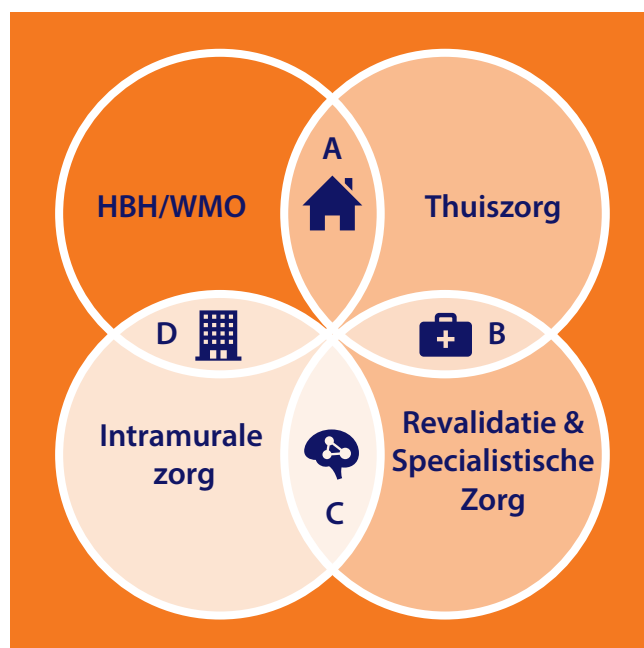 A
HBH/WMO
Thuiszorg
D
B
Intramurale
zorg
Revalidatie &
Specialistische
Zorg
C